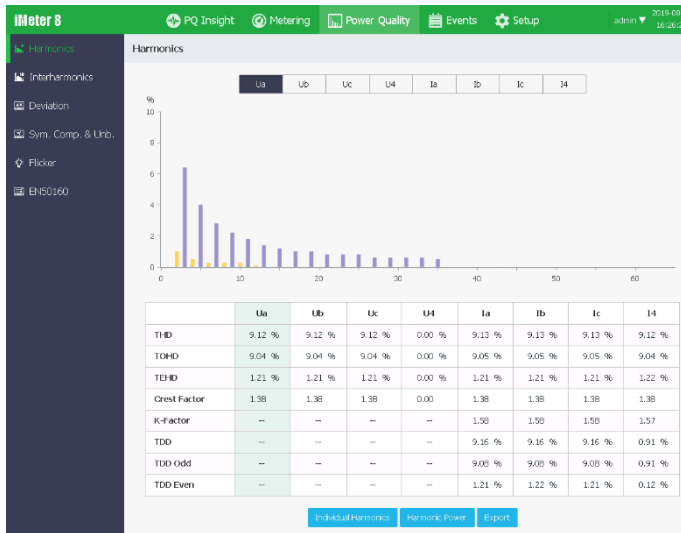 iMeter 8 PQ Insight Metering Power Quality Events Setup admin ▼ 2019-00
16:26:2
Harmonics
Interharmonics
Deviation
Sym. Comp. & Unb.
Flicker
EN50160
Harmonics
Ua Ub Uc U4 Ia Ib Ic I4
%
10
8
6
4
2
0
0 10 20 30 40 50 60
Ua Ub Uc U4 Ia Ib Ic I4
THD 9.12 % 9.12 % 9.12 % 0.00 % 9.13 % 9.13 % 9.13 % 9.12 %
TOHD 9.04 % 9.04 % 9.04 % 0.00 % 9.05 % 9.05 % 9.05 % 9.04 %
TEHD 1.21 % 1.21 % 1.21 % 0.00 % 1.21 % 1.21 % 1.21 % 1.22 %
Crest Factor 1.38 1.38 1.38 0.00 1.38 1.38 1.38 1.38
K-Factor -- -- -- -- 1.58 1.58 1.58 1.57
TDD -- -- -- -- 9.16 % 9.16 % 9.16 % 0.91 %
TDD Odd -- -- -- -- 9.08 % 9.08 % 9.08 % 0.91 %
TDD Even -- -- -- -- 1.21 % 1.22 % 1.21 % 0.12 %
Individual Harmonics Harmonic Power Export